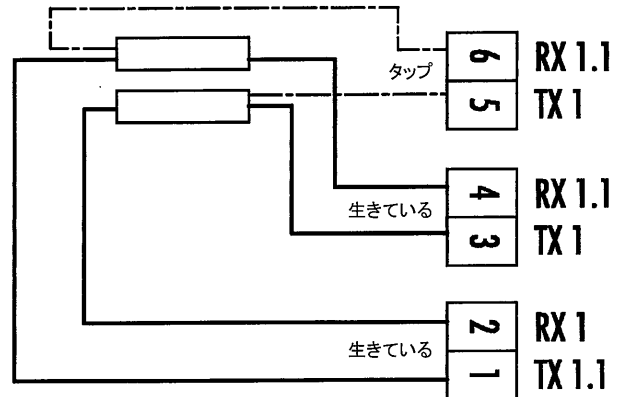 タップ
6 RX 1.1
5 TX 1
生きている
4 RX 1.1
3 TX 1
生きている
2 RX 1
1 TX 1.1